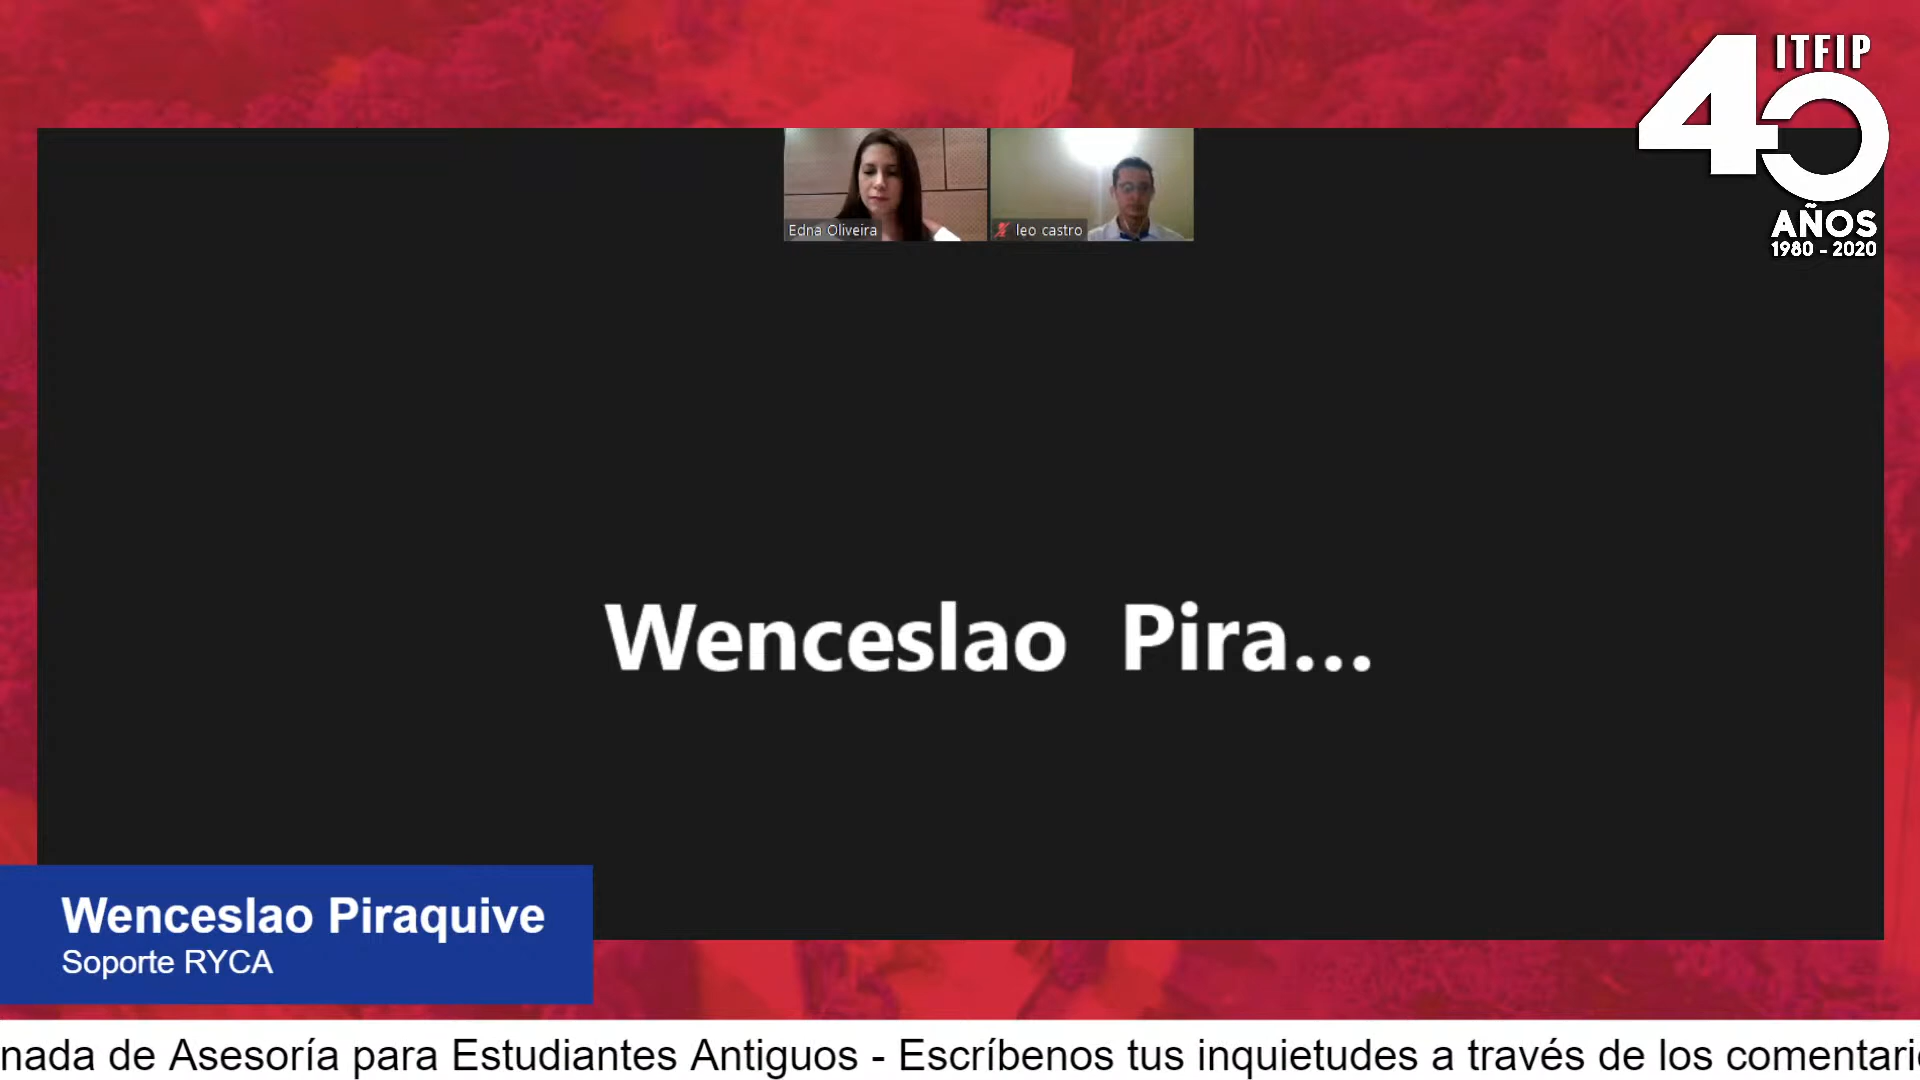 ITFIP
40
AÑOS
1980 - 2020
Edna Oliveira
leo castro
Wenceslao Pira...
Wenceslao Piraquive
Soporte RYCA
nada de Asesoría para Estudiantes Antiguos - Escríbenos tus inquietudes a través de los comentari